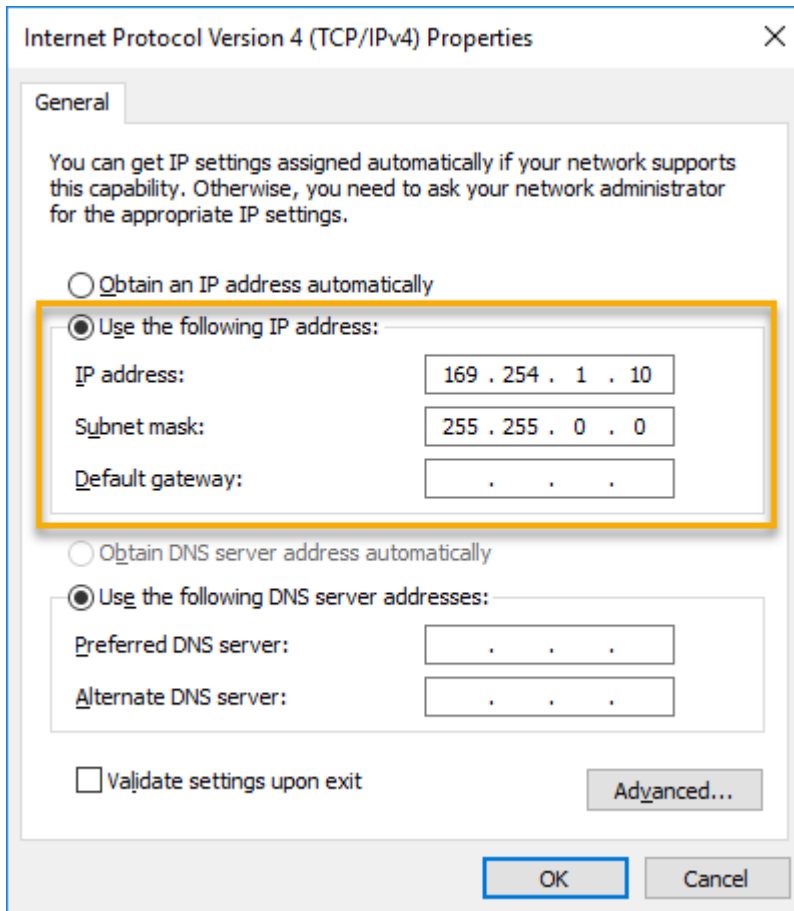 Internet Protocol Version 4 (TCP/IPv4) Properties
General
You can get IP settings assigned automatically if your network supports
this capability. Otherwise, you need to ask your network administrator
for the appropriate IP settings.
Obtain an IP address automatically
Use the following IP address:
IP address: 169 . 254 . 1 . 10
Subnet mask: 255 . 255 . 0 . 0
Default gateway: . . .
Obtain DNS server address automatically
Use the following DNS server addresses:
Preferred DNS server: . . .
Alternate DNS server: . . .
Validate settings upon exit
Advanced...
OK Cancel